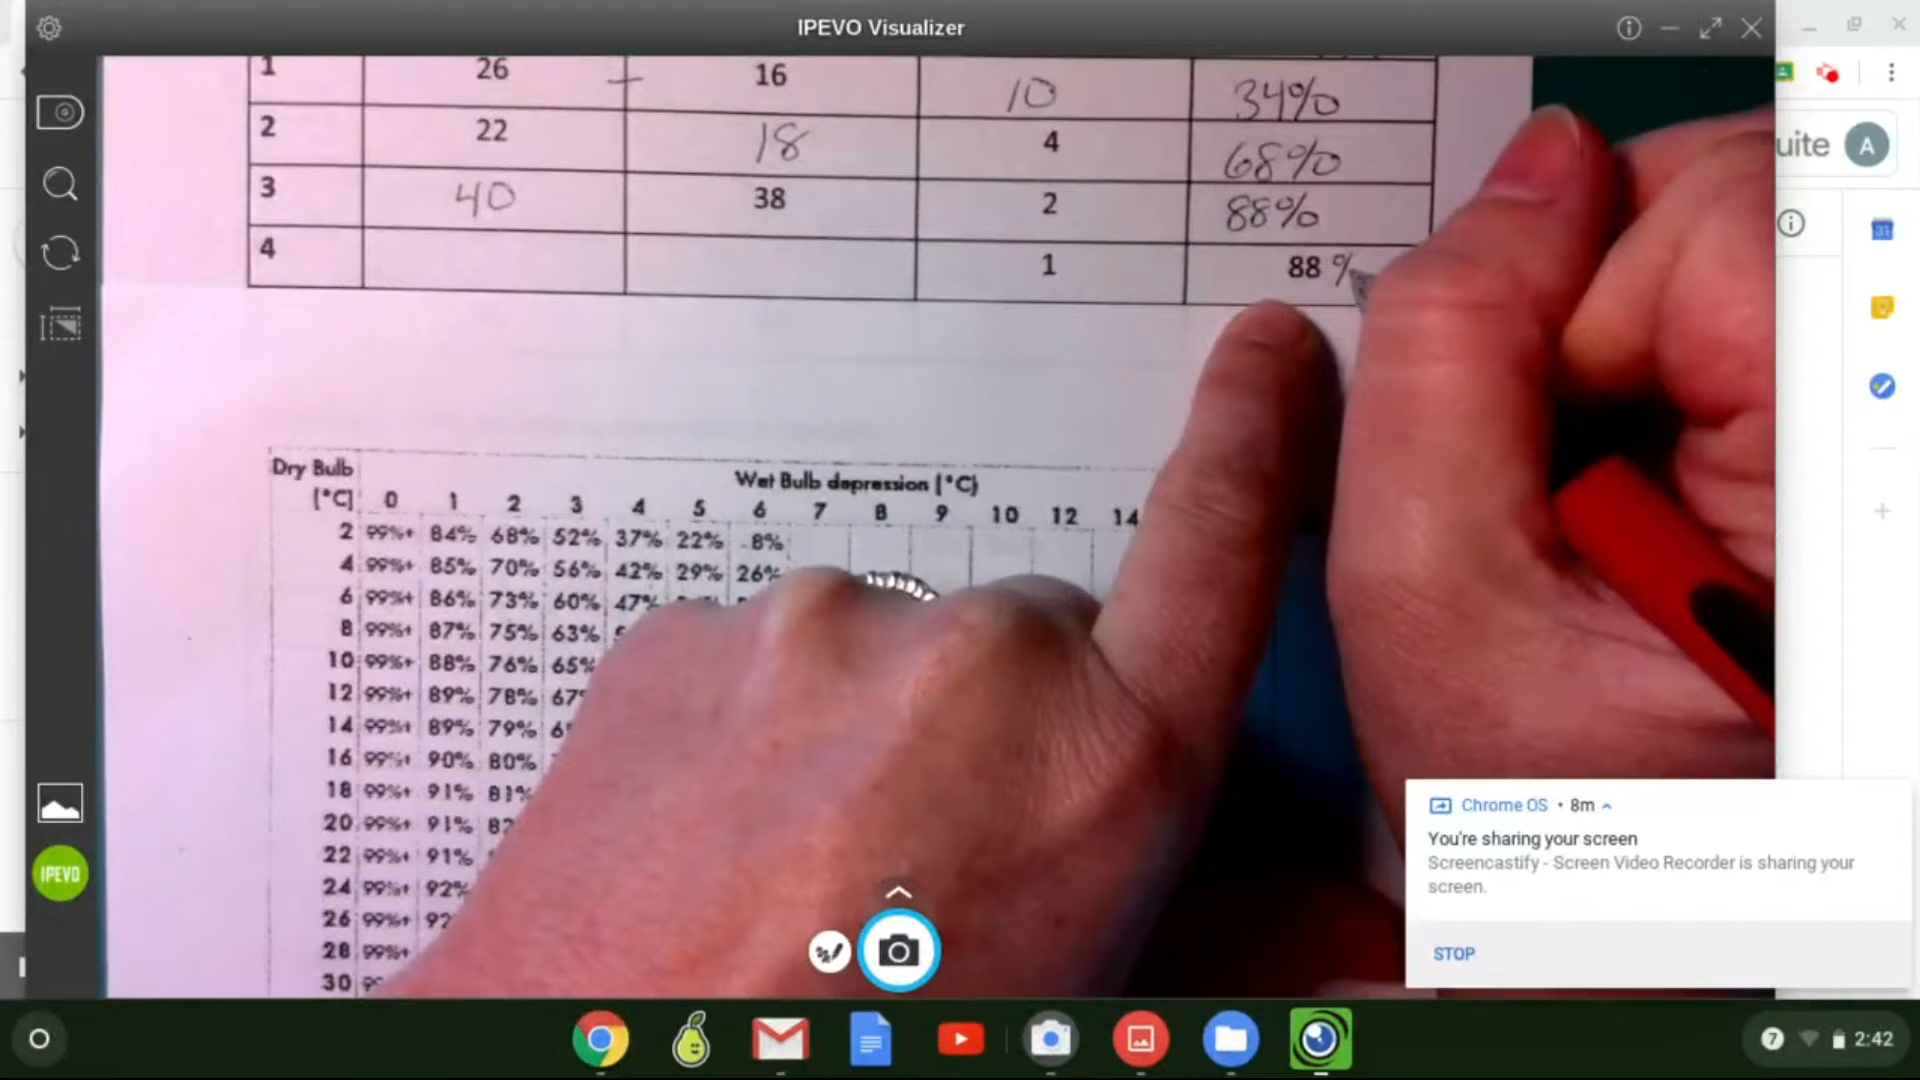 IPEVO Visualizer
1 26 – 16 10 34%
2 22 18 4 68%
3 40 38 2 88%
4 1 88 %
uite A
31
Dry Bulb Wet Bulb depression [°C]
[°C] 0 1 2 3 4 5 6 7 8 9 10 12 14
2 99%+ 84% 68% 52% 37% 22% 8%
4 99%+ 85% 70% 56% 42% 29% 26%
6 99%+ 86% 73% 60% 47%
8 99%+ 87% 75% 63%
10 99%+ 88% 76% 65%
12 99%+ 89% 78% 67%
14 99%+ 89% 79%
16 99%+ 90% 80%
18 99%+ 91% 81%
20 99%+ 91%
22 99%+ 91%
24 99%+ 92%
26 99%+
28 99%+
30
IPEVO
Chrome OS • 8m
You're sharing your screen
Screencastify - Screen Video Recorder is sharing your
screen.
STOP
7 2:42